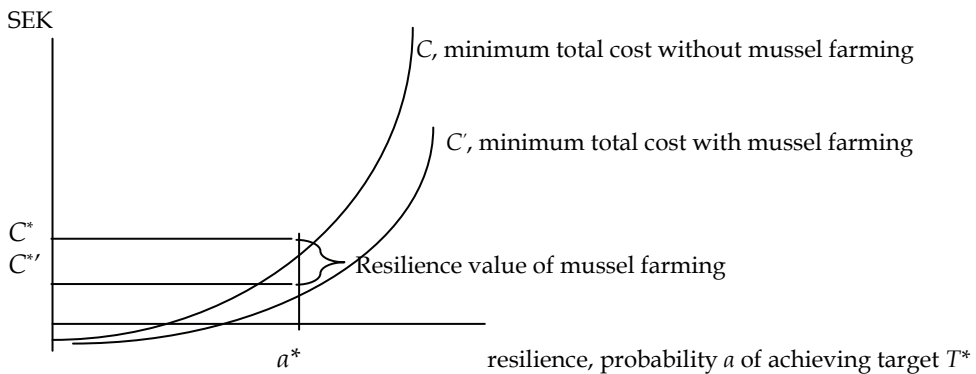 SEK
C, minimum total cost without mussel farming
C′, minimum total cost with mussel farming
C*
C*′
Resilience value of mussel farming
a*
resilience, probability a of achieving target T*